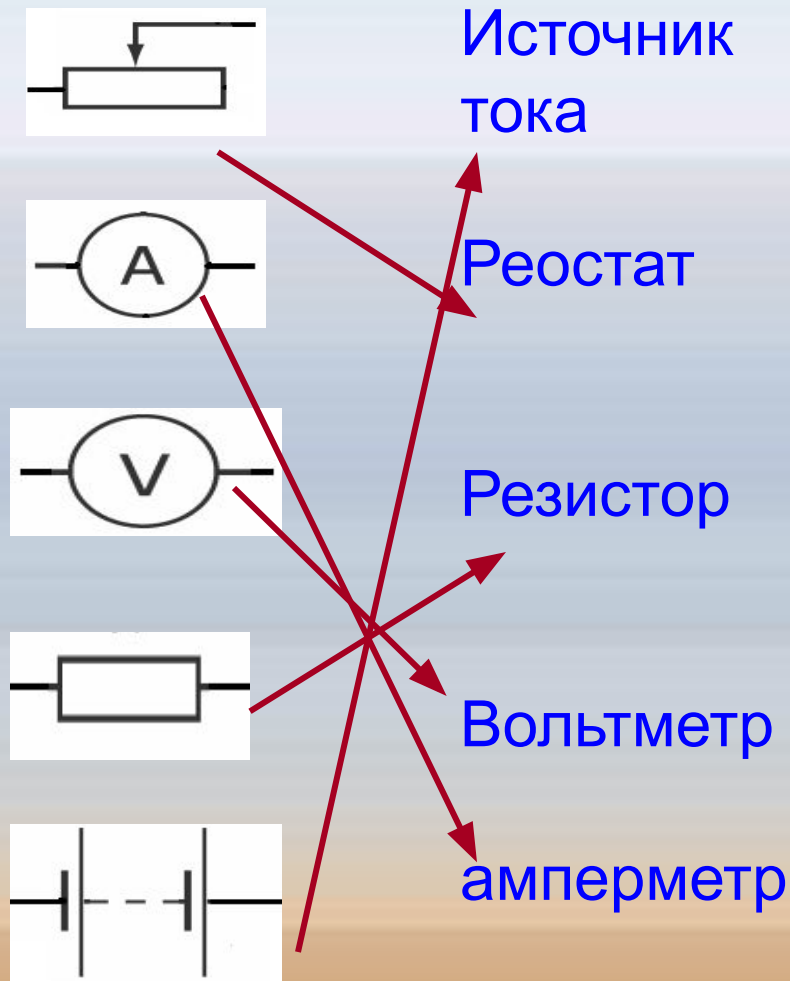 Источник
тока
A
Реостат
V
Резистор
Вольтметр
амперметр